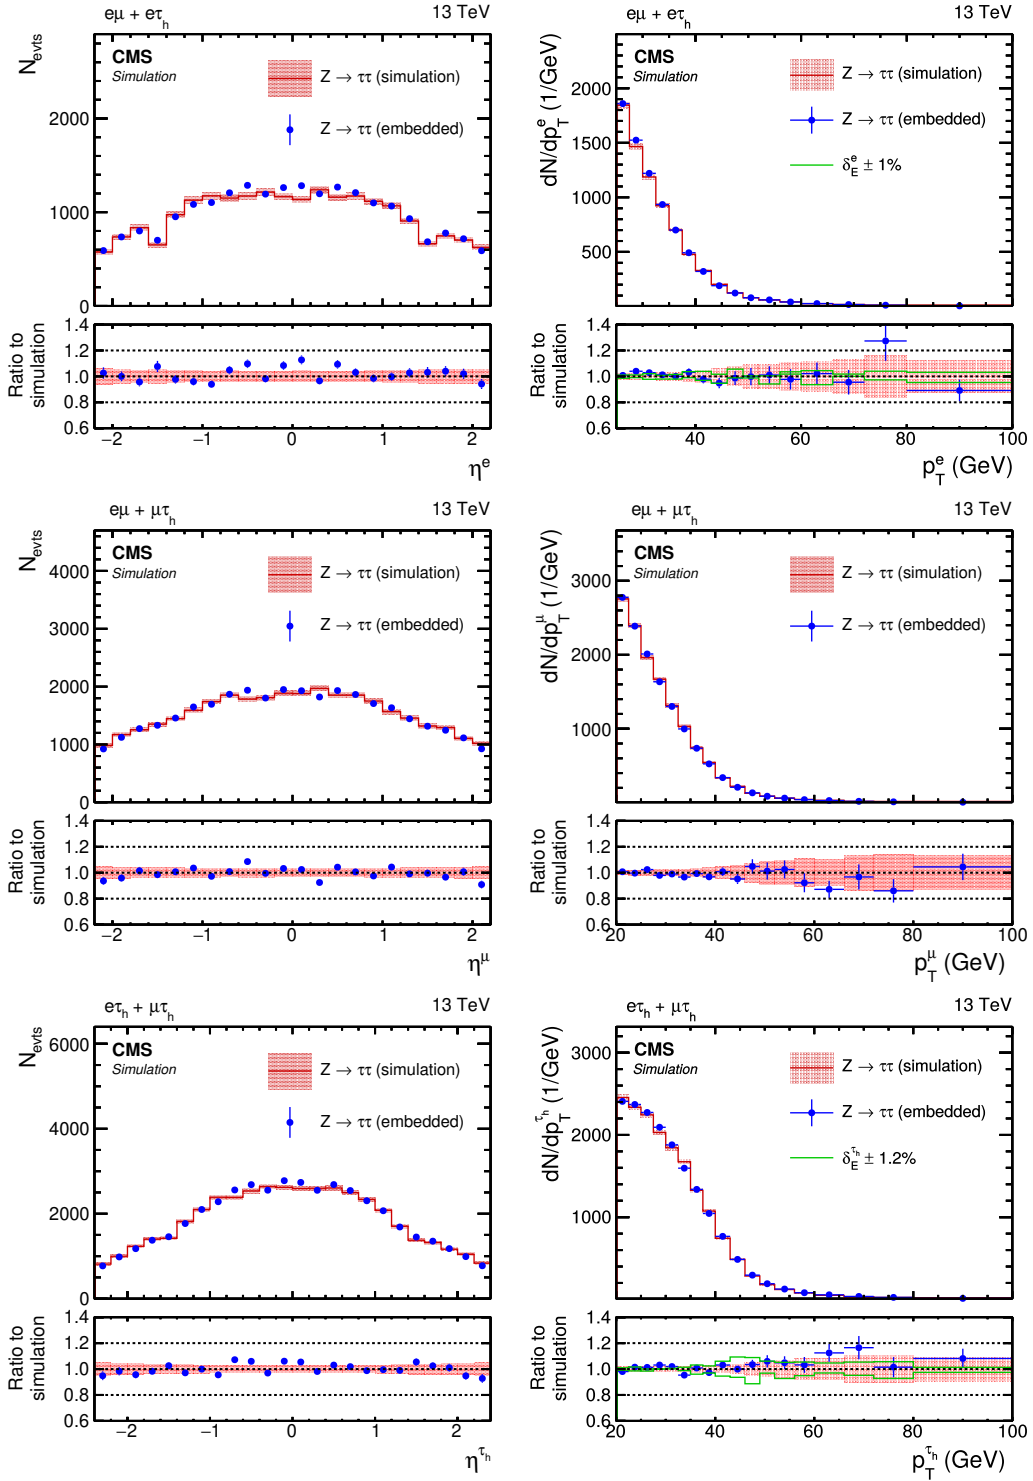 eμ + eτh 13 TeV
Nevts
CMS
Simulation
Z → ττ (simulation)
Z → ττ (embedded)
2000
1000
0
Ratio to simulation
1.4
1.2
1.0
0.8
0.6
−2 −1 0 1 2
ηe
eμ + eτh 13 TeV
dN/dpTe (1/GeV)
CMS
Simulation
Z → ττ (simulation)
Z → ττ (embedded)
δEe ± 1%
2000
1500
1000
500
Ratio to simulation
1.4
1.2
1.0
0.8
0.6
40 60 80 100
pTe (GeV)
eμ + μτh 13 TeV
Nevts
CMS
Simulation
Z → ττ (simulation)
Z → ττ (embedded)
4000
3000
2000
1000
0
Ratio to simulation
1.4
1.2
1.0
0.8
0.6
−2 −1 0 1 2
ημ
eμ + μτh 13 TeV
dN/dpTμ (1/GeV)
CMS
Simulation
Z → ττ (simulation)
Z → ττ (embedded)
3000
2000
1000
Ratio to simulation
1.4
1.2
1.0
0.8
0.6
20 40 60 80 100
pTμ (GeV)
eτh + μτh 13 TeV
Nevts
CMS
Simulation
Z → ττ (simulation)
Z → ττ (embedded)
6000
4000
2000
0
Ratio to simulation
1.4
1.2
1.0
0.8
0.6
−2 −1 0 1 2
ητh
eτh + μτh 13 TeV
dN/dpTτh (1/GeV)
CMS
Simulation
Z → ττ (simulation)
Z → ττ (embedded)
δEτh ± 1.2%
3000
2000
1000
Ratio to simulation
1.4
1.2
1.0
0.8
0.6
20 40 60 80 100
pTτh (GeV)